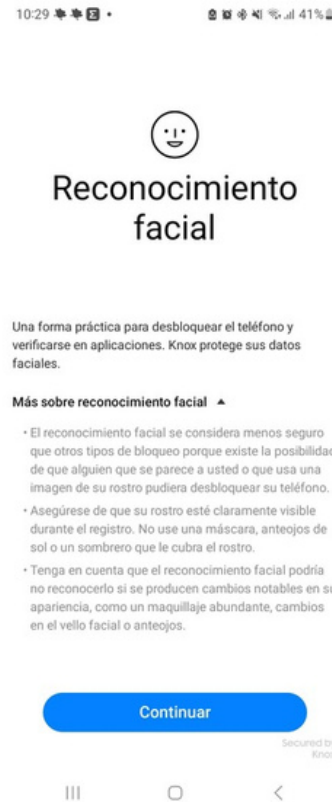 10:29
41%
Reconocimiento
facial
Una forma práctica para desbloquear el teléfono y
verificarse en aplicaciones. Knox protege sus datos
faciales.
Más sobre reconocimiento facial ▲
• El reconocimiento facial se considera menos seguro
que otros tipos de bloqueo porque existe la posibilidad
de que alguien que se parece a usted o que usa una
imagen de su rostro pudiera desbloquear su teléfono.
• Asegúrese de que su rostro esté claramente visible
durante el registro. No use una máscara, anteojos de
sol o un sombrero que le cubra el rostro.
• Tenga en cuenta que el reconocimiento facial podría
no reconocerlo si se producen cambios notables en su
apariencia, como un maquillaje abundante, cambios
en el vello facial o anteojos.
Continuar
Secured by
Knox